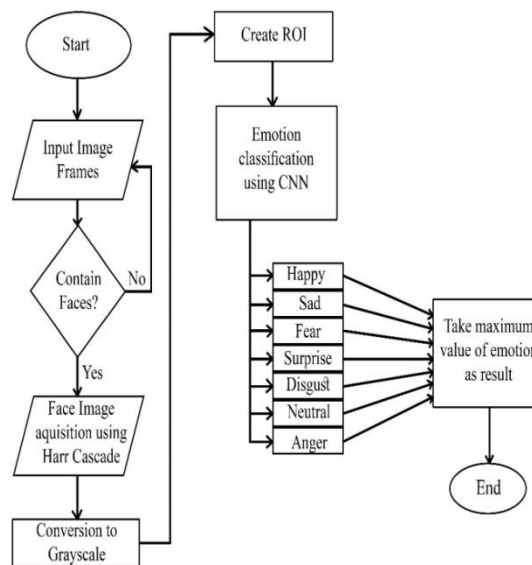 Start
Input Image
Frames
Contain
Faces?
No
Yes
Face Image
aquisition using
Harr Cascade
Conversion to
Grayscale
Create ROI
Emotion
classification
using CNN
Happy
Sad
Fear
Surprise
Disgust
Neutral
Anger
Take maximum
value of emotion
as result
End